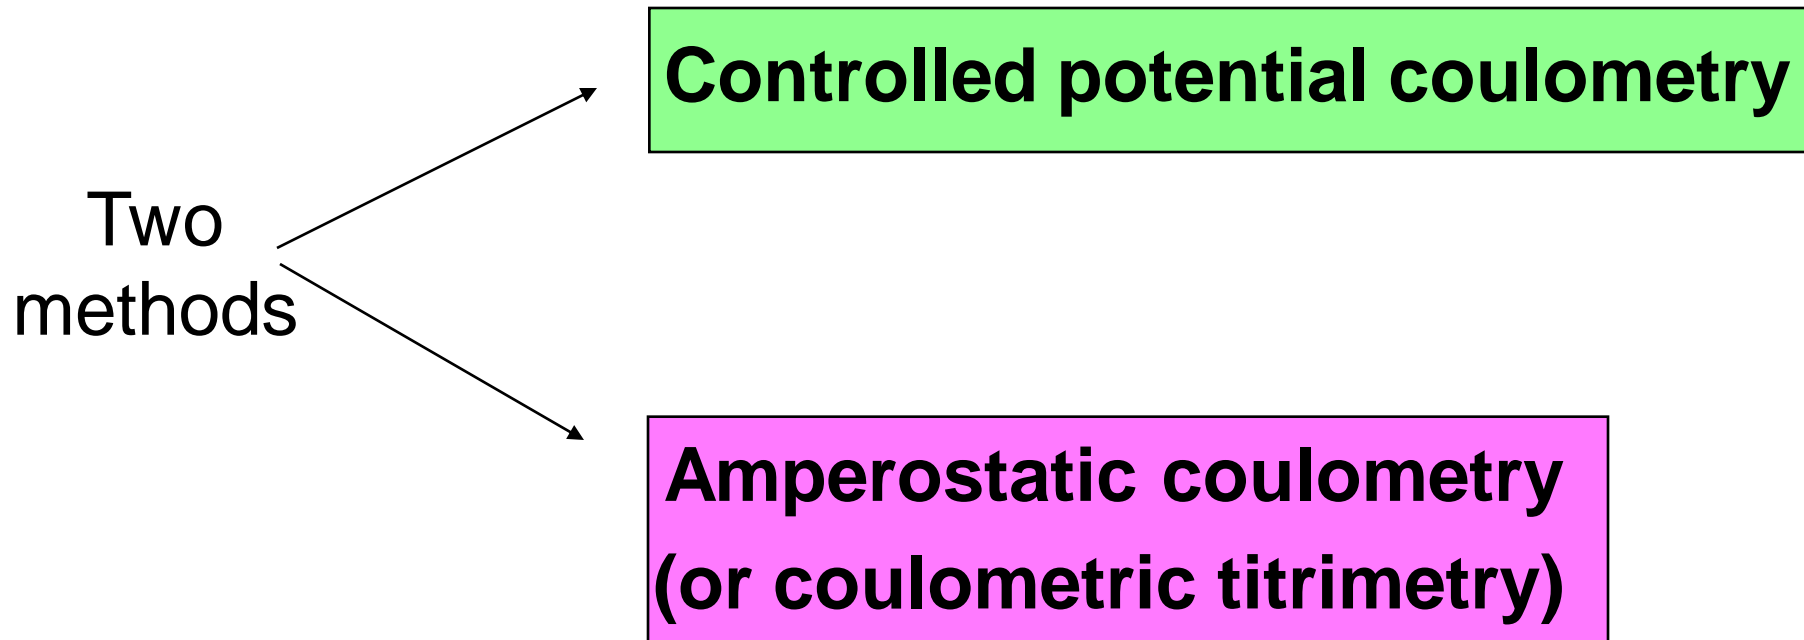 Controlled potential coulometry
Two
methods
Amperostatic coulometry
(or coulometric titrimetry)